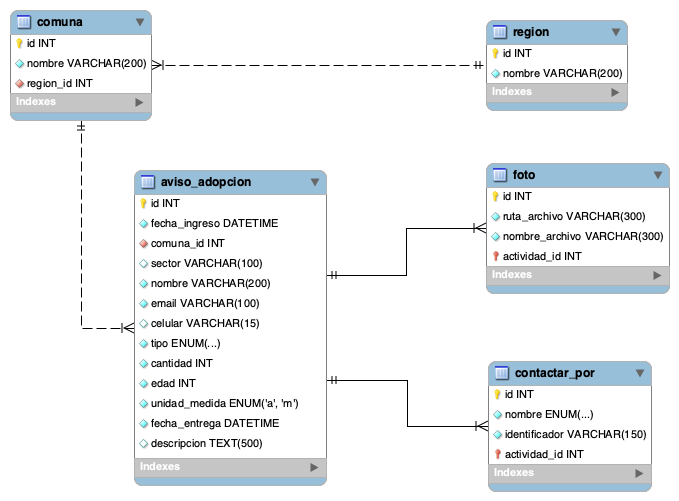 comuna
id INT
nombre VARCHAR(200)
region_id INT
Indexes
region
id INT
nombre VARCHAR(200)
Indexes
aviso_adopcion
id INT
fecha_ingreso DATETIME
comuna_id INT
sector VARCHAR(100)
nombre VARCHAR(200)
email VARCHAR(100)
celular VARCHAR(15)
tipo ENUM(...)
cantidad INT
edad INT
unidad_medida ENUM('a', 'm')
fecha_entrega DATETIME
descripcion TEXT(500)
Indexes
foto
id INT
ruta_archivo VARCHAR(300)
nombre_archivo VARCHAR(300)
actividad_id INT
Indexes
contactar_por
id INT
nombre ENUM(...)
identificador VARCHAR(150)
actividad_id INT
Indexes